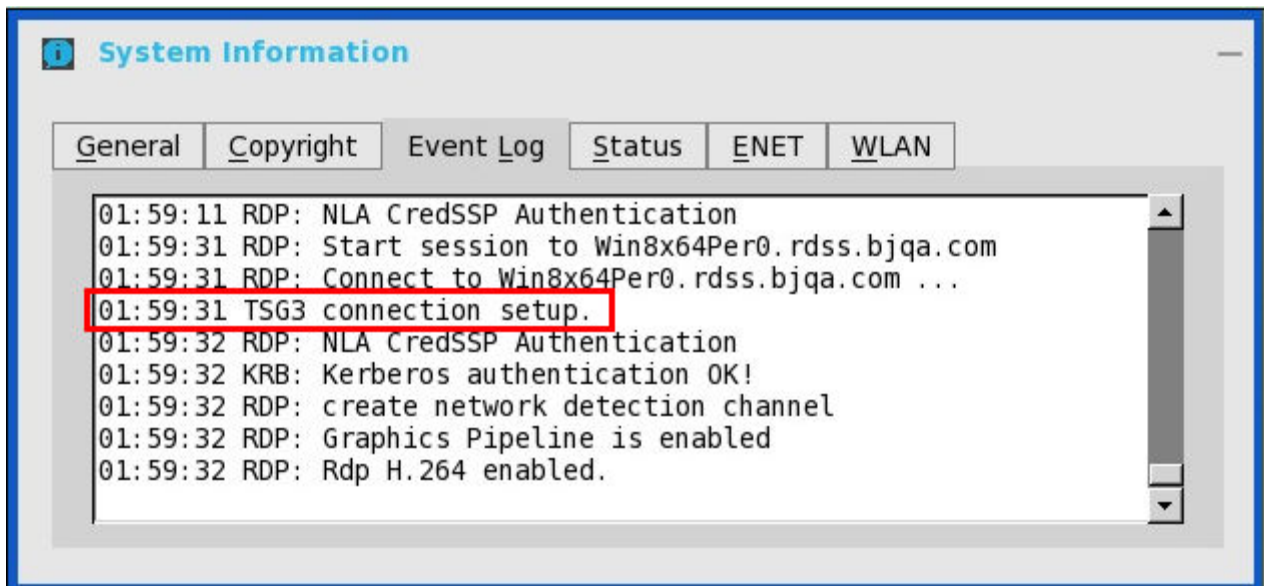 System Information
General Copyright Event Log Status ENET WLAN
01:59:11 RDP: NLA CredSSP Authentication
01:59:31 RDP: Start session to Win8x64Per0.rdss.bjqa.com
01:59:31 RDP: Connect to Win8x64Per0.rdss.bjqa.com ...
01:59:31 TSG3 connection setup.
01:59:32 RDP: NLA CredSSP Authentication
01:59:32 KRB: Kerberos authentication OK!
01:59:32 RDP: create network detection channel
01:59:32 RDP: Graphics Pipeline is enabled
01:59:32 RDP: Rdp H.264 enabled.